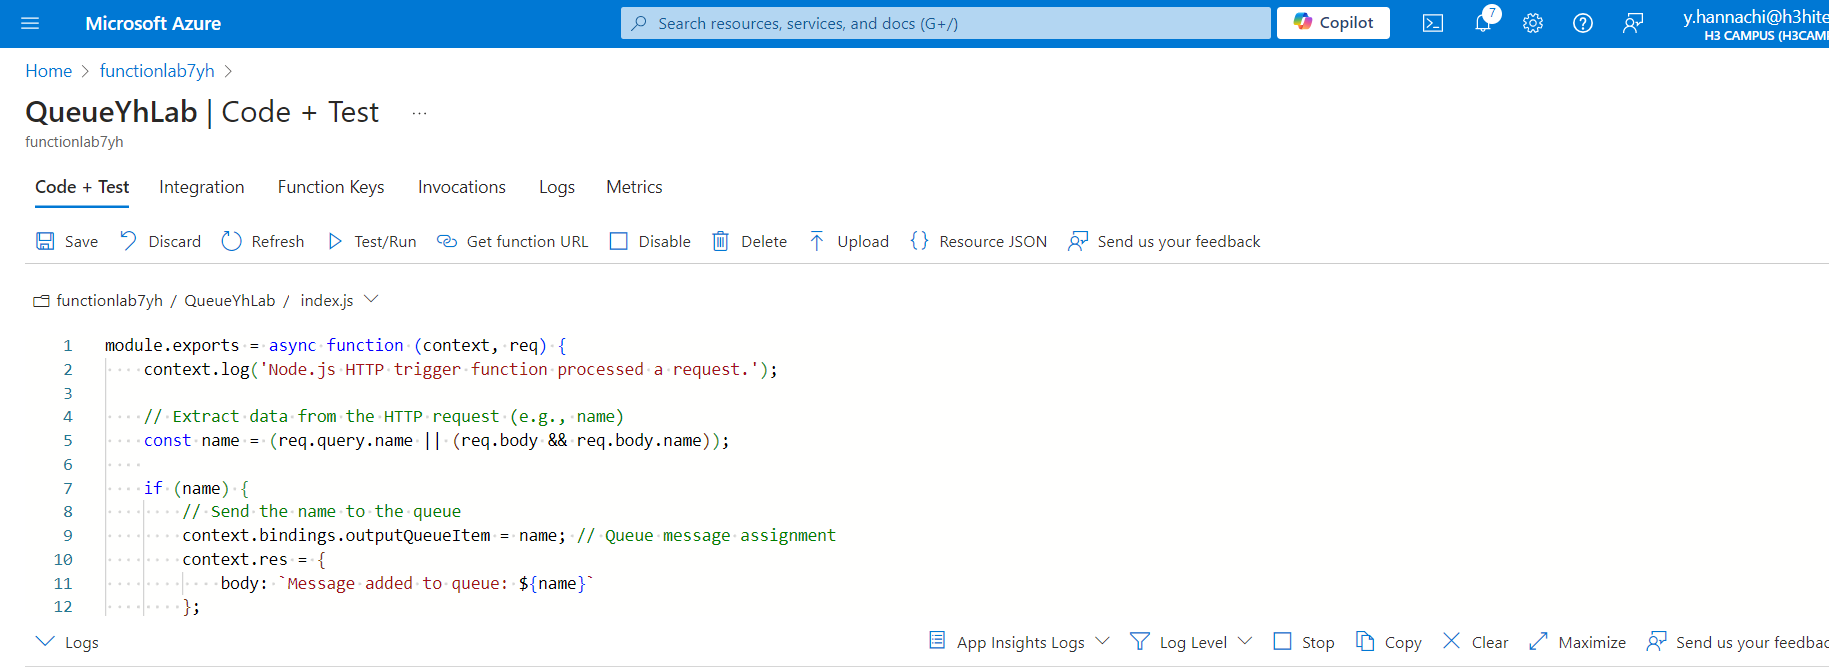 Microsoft Azure
Search resources, services, and docs (G+/)
Copilot
7
y.hannachi@h3hite
H3 CAMPUS (H3CAM
Home > functionlab7yh >
QueueYhLab | Code + Test ...
functionlab7yh
Code + Test Integration Function Keys Invocations Logs Metrics
Save Discard Refresh Test/Run Get function URL Disable Delete Upload Resource JSON Send us your feedback
functionlab7yh / QueueYhLab / index.js
1 module.exports = async function (context, req) {
2 context.log('Node.js HTTP trigger function processed a request.');
3
4 // Extract data from the HTTP request (e.g., name)
5 const name = (req.query.name || (req.body && req.body.name));
6
7 if (name) {
8 // Send the name to the queue
9 context.bindings.outputQueueItem = name; // Queue message assignment
10 context.res = {
11 body: `Message added to queue: ${name}`
12 };
Logs App Insights Logs Log Level Stop Copy Clear Maximize Send us your feedbac